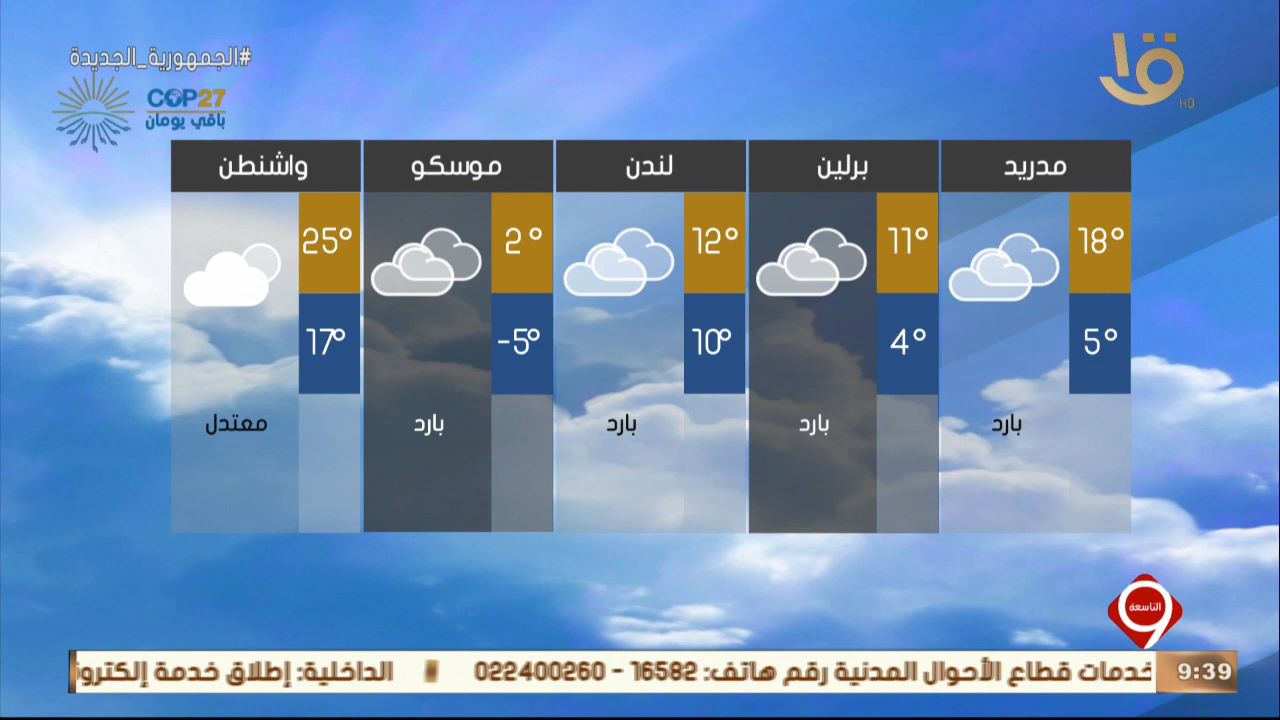 #الجمهورية_الجديدة
COP27
باقي يومان
HD
مدريد
18°
5°
بارد
برلين
11°
4°
بارد
لندن
12°
10°
بارد
موسكو
2°
-5°
بارد
واشنطن
25°
17°
معتدل
التاسعة
9
9:39
خدمات قطاع الأحوال المدنية رقم هاتف: 16582 - 022400260
الداخلية: إطلاق خدمة